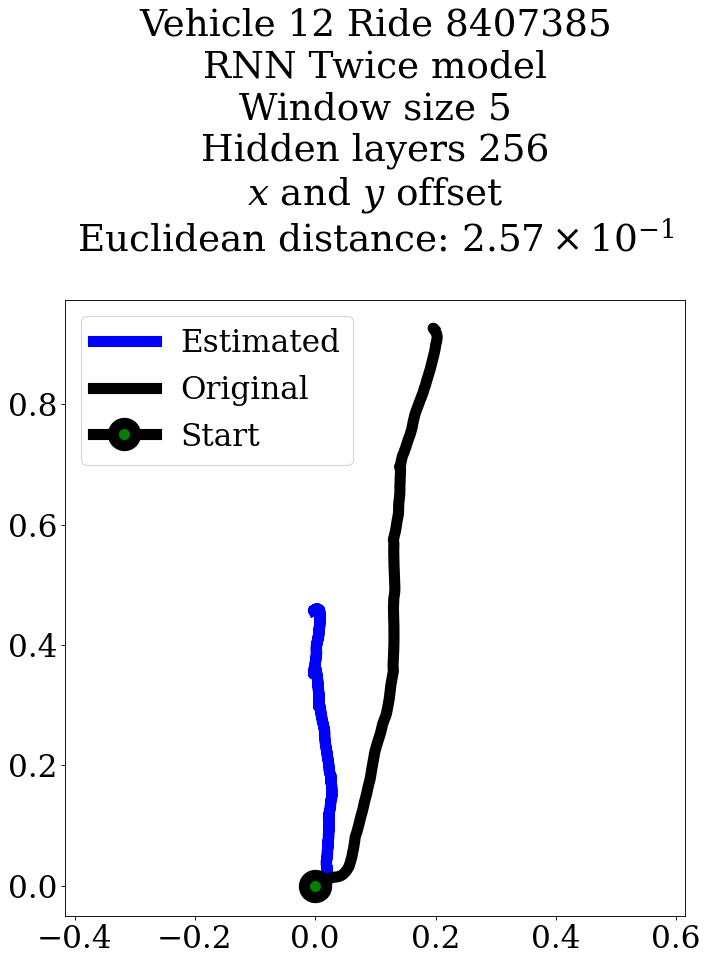 Vehicle 12 Ride 8407385
RNN Twice model
Window size 5
Hidden layers 256
x and y offset
Euclidean distance: 2.57 × 10⁻¹
Estimated
Original
Start
0.8
0.6
0.4
0.2
0.0
−0.4 −0.2 0.0 0.2 0.4 0.6